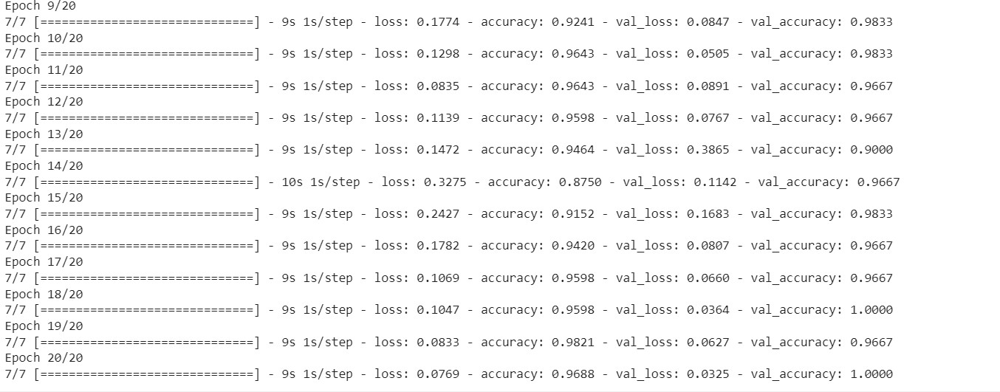 Epoch 9/20
7/7 [==============================] - 9s 1s/step - loss: 0.1774 - accuracy: 0.9241 - val_loss: 0.0847 - val_accuracy: 0.9833
Epoch 10/20
7/7 [==============================] - 9s 1s/step - loss: 0.1298 - accuracy: 0.9643 - val_loss: 0.0505 - val_accuracy: 0.9833
Epoch 11/20
7/7 [==============================] - 9s 1s/step - loss: 0.0835 - accuracy: 0.9643 - val_loss: 0.0891 - val_accuracy: 0.9667
Epoch 12/20
7/7 [==============================] - 9s 1s/step - loss: 0.1139 - accuracy: 0.9598 - val_loss: 0.0767 - val_accuracy: 0.9667
Epoch 13/20
7/7 [==============================] - 9s 1s/step - loss: 0.1472 - accuracy: 0.9464 - val_loss: 0.3865 - val_accuracy: 0.9000
Epoch 14/20
7/7 [==============================] - 10s 1s/step - loss: 0.3275 - accuracy: 0.8750 - val_loss: 0.1142 - val_accuracy: 0.9667
Epoch 15/20
7/7 [==============================] - 9s 1s/step - loss: 0.2427 - accuracy: 0.9152 - val_loss: 0.1683 - val_accuracy: 0.9833
Epoch 16/20
7/7 [==============================] - 9s 1s/step - loss: 0.1782 - accuracy: 0.9420 - val_loss: 0.0807 - val_accuracy: 0.9667
Epoch 17/20
7/7 [==============================] - 9s 1s/step - loss: 0.1069 - accuracy: 0.9598 - val_loss: 0.0660 - val_accuracy: 0.9667
Epoch 18/20
7/7 [==============================] - 9s 1s/step - loss: 0.1047 - accuracy: 0.9598 - val_loss: 0.0364 - val_accuracy: 1.0000
Epoch 19/20
7/7 [==============================] - 9s 1s/step - loss: 0.0833 - accuracy: 0.9821 - val_loss: 0.0627 - val_accuracy: 0.9667
Epoch 20/20
7/7 [==============================] - 9s 1s/step - loss: 0.0769 - accuracy: 0.9688 - val_loss: 0.0325 - val_accuracy: 1.0000